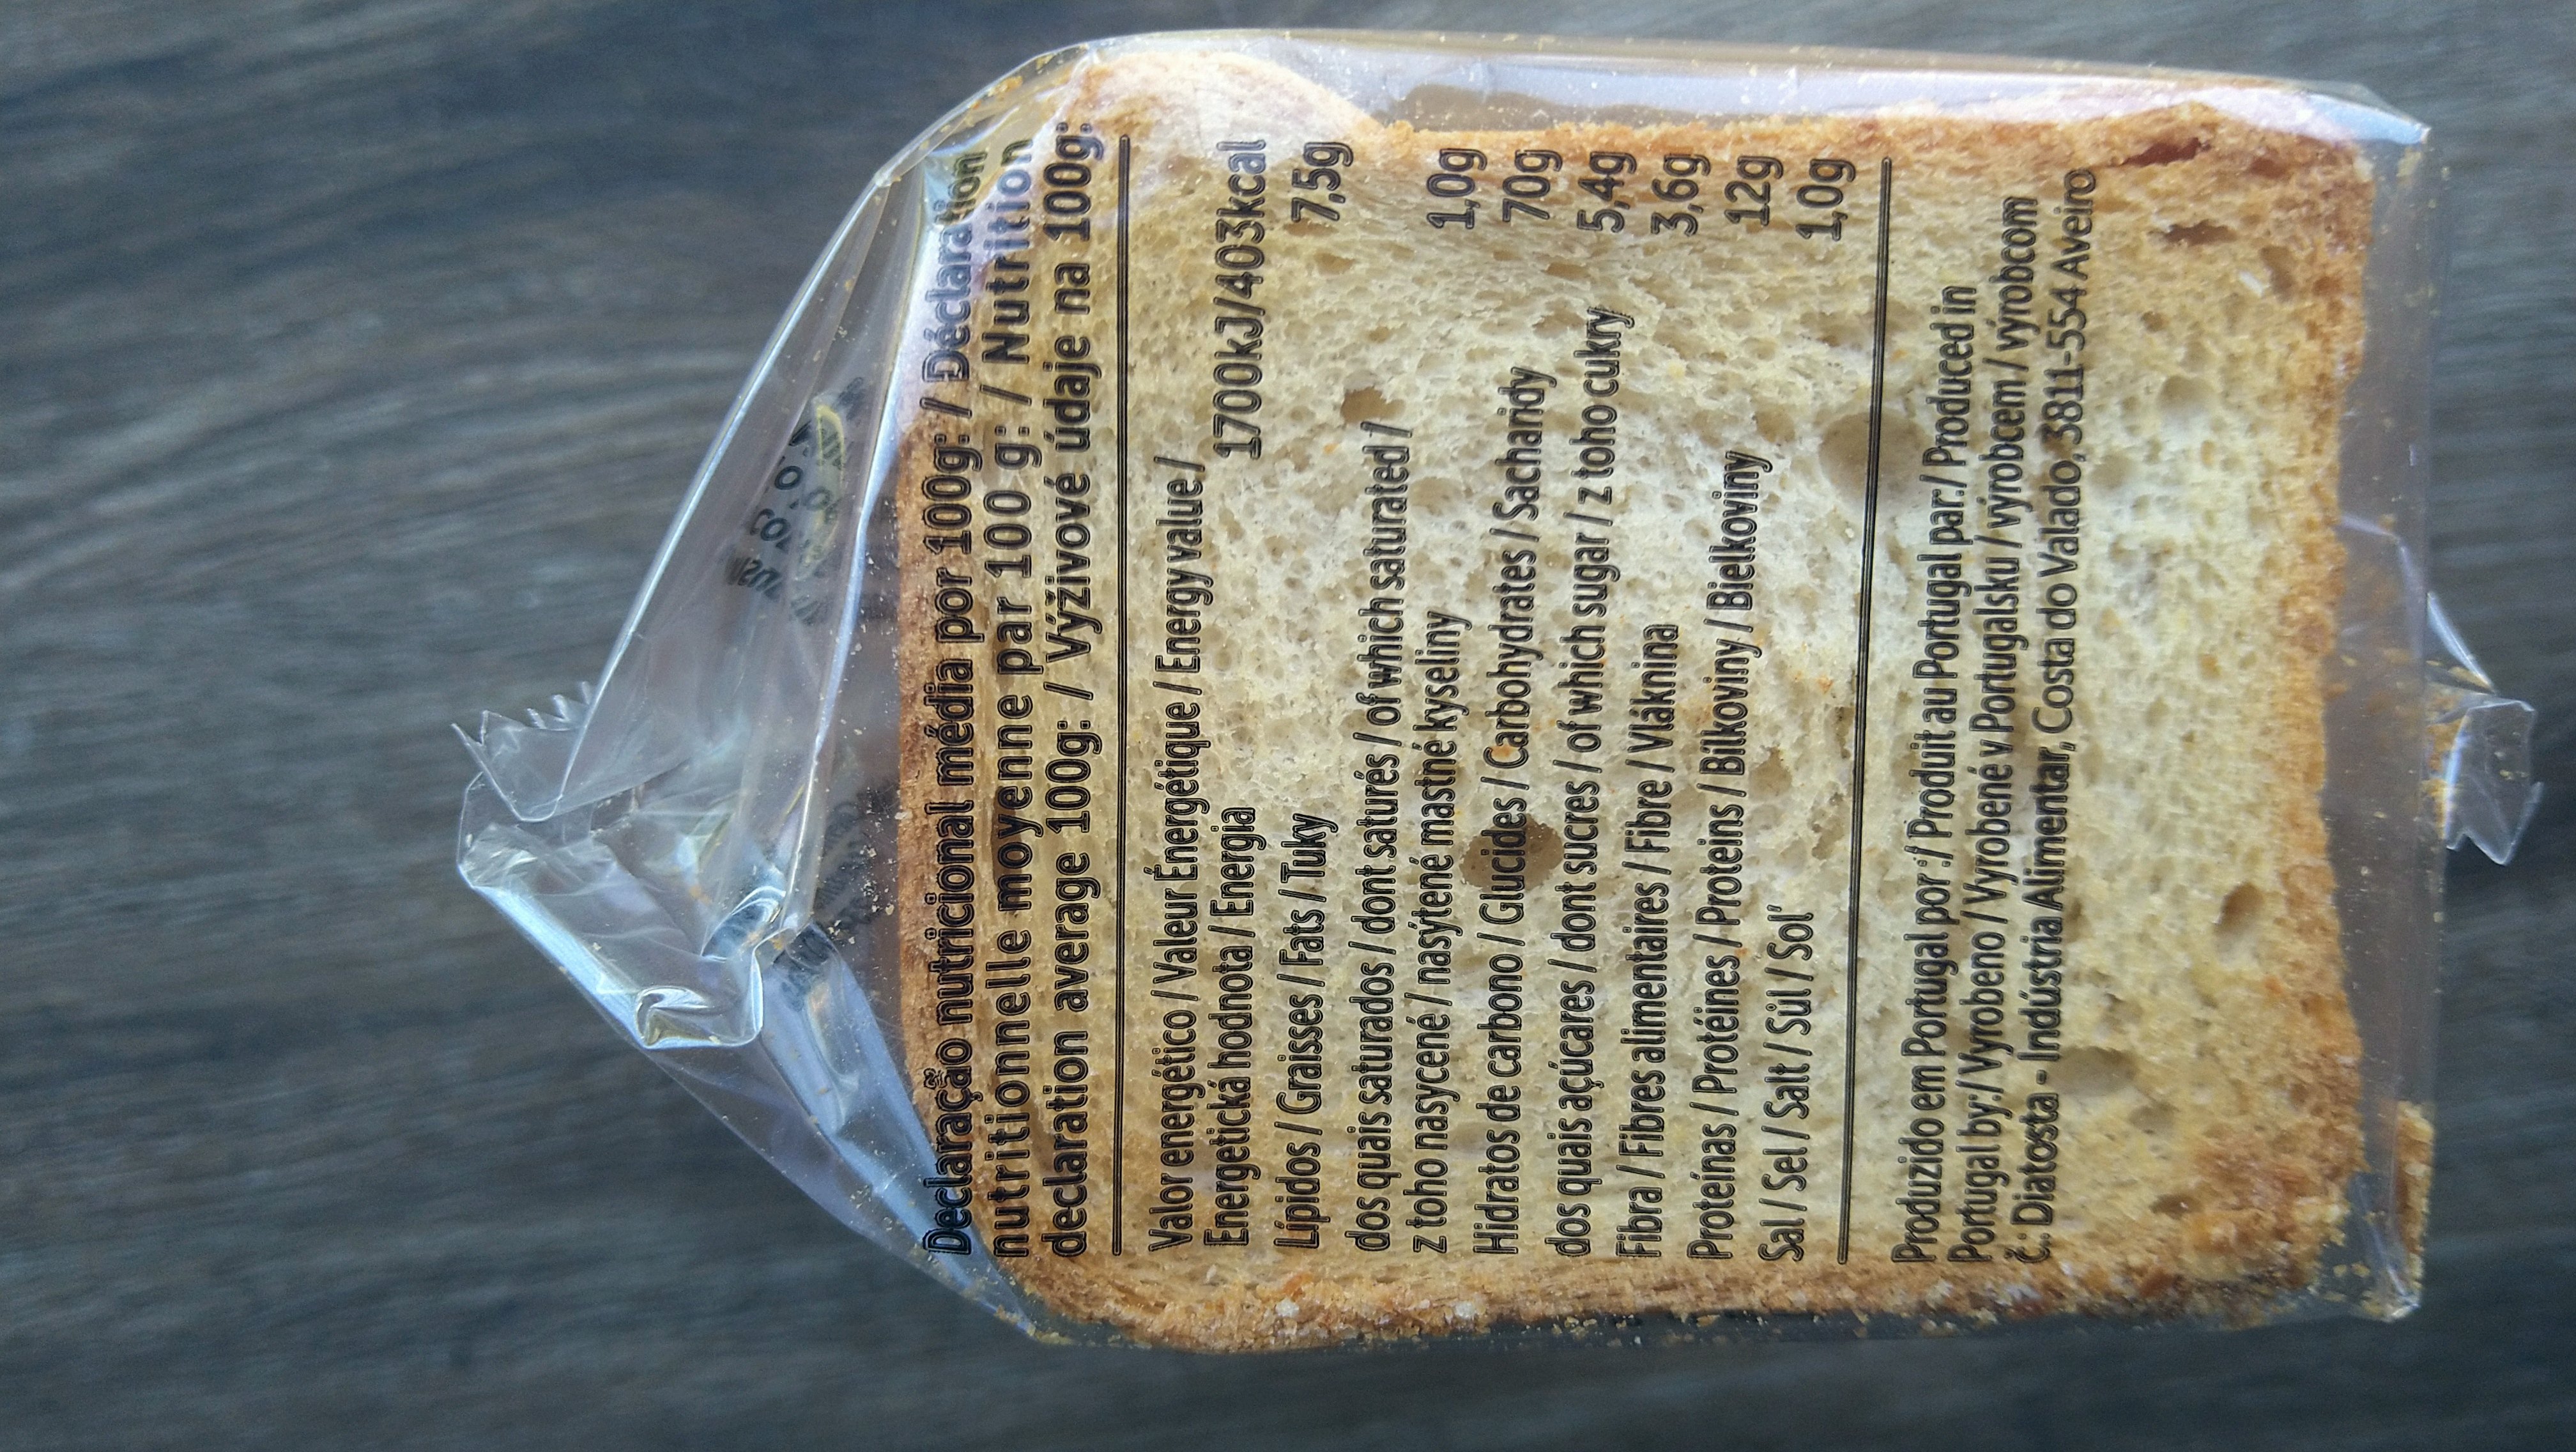 Declaração nutricional média por 100g: / Déclaration
nutritionnelle moyenne par 100 g: / Nutrition
declaration average 100g: / Výživové údaje na 100g:
Valor energético / Valeur Énergétique / Energy value /
Energetická hodnota / Energia 1700kJ/403kcal
Lípidos / Graisses / Fats / Tuky 7,5g
dos quais saturados / dont saturés / of which saturated /
z toho nasycené / nasýtené mastné kyseliny 1,0g
Hidratos de carbono / Glucides / Carbohydrates / Sacharidy 70g
dos quais açúcares / dont sucres / of which sugar / z toho cukry 5,4g
Fibra / Fibres alimentaires / Fibre / Vláknina 3,6g
Proteínas / Protéines / Proteins / Bílkoviny / Bielkoviny 12g
Sal / Sel / Salt / Sůl / Sol' 1,0g
Produzido em Portugal por :/ Produit au Portugal par:/ Produced in
Portugal by:/ Vyrobeno / Vyrobené v Portugalsku / výrobcem / výrobcom
č.: Diatosta - Indústria Alimentar, Costa do Valado, 3811-554 Aveiro